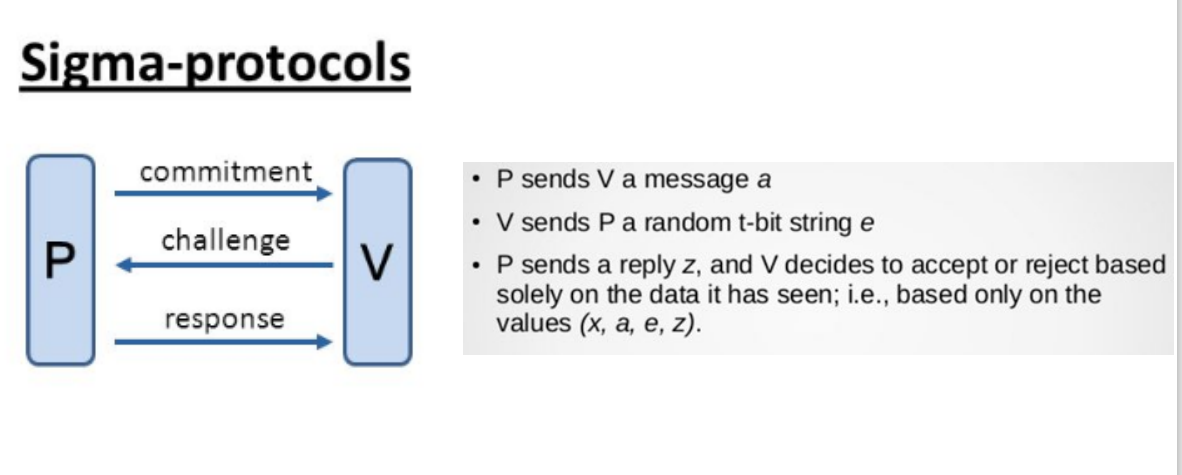 Sigma-protocols
commitment
challenge
response
P
V
• P sends V a message a
• V sends P a random t-bit string e
• P sends a reply z, and V decides to accept or reject based
solely on the data it has seen; i.e., based only on the
values (x, a, e, z).